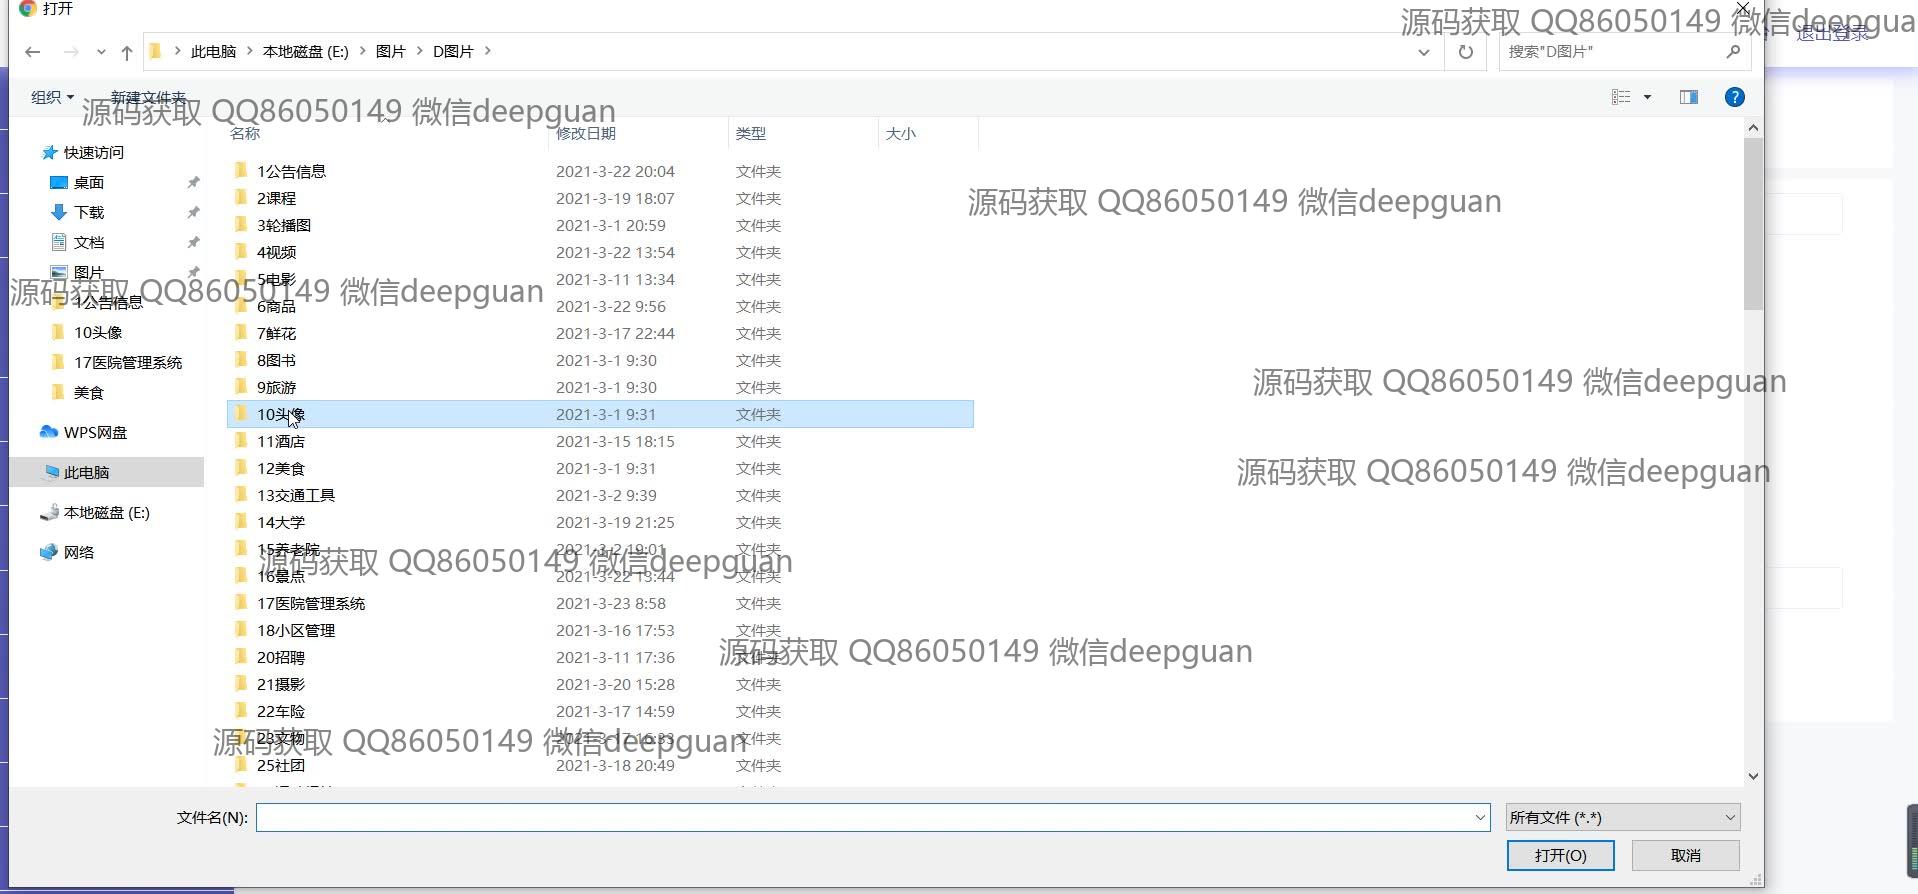 打开
源码获取 QQ86050149 微信deepguan
退出登录
此电脑 本地磁盘 (E:) 图片 D图片
搜索"D图片"
组织 新建文件夹
源码获取 QQ86050149 微信deepguan
名称 修改日期 类型 大小
快速访问
桌面
下载
文档
图片
1公告信息
10头像
17医院管理系统
美食
WPS网盘
此电脑
本地磁盘 (E:)
网络
1公告信息 2021-3-22 20:04 文件夹
2课程 2021-3-19 18:07 文件夹
源码获取 QQ86050149 微信deepguan
3轮播图 2021-3-1 20:59 文件夹
4视频 2021-3-22 13:54 文件夹
5电影 2021-3-11 13:34 文件夹
源码获取 QQ86050149 微信deepguan
6商品 2021-3-22 9:56 文件夹
7鲜花 2021-3-17 22:44 文件夹
8图书 2021-3-1 9:30 文件夹
9旅游 2021-3-1 9:30 文件夹
源码获取 QQ86050149 微信deepguan
10头像 2021-3-1 9:31 文件夹
11酒店 2021-3-15 18:15 文件夹
12美食 2021-3-1 9:31 文件夹
源码获取 QQ86050149 微信deepguan
13交通工具 2021-3-2 9:39 文件夹
14大学 2021-3-19 21:25 文件夹
15养老院 2021-3-2 19:01 文件夹
源码获取 QQ86050149 微信deepguan
16景点 2021-3-22 13:44 文件夹
17医院管理系统 2021-3-23 8:58 文件夹
18小区管理 2021-3-16 17:53 文件夹
20招聘 2021-3-11 17:36 文件夹
源码获取 QQ86050149 微信deepguan
21摄影 2021-3-20 15:28 文件夹
22车险 2021-3-17 14:59 文件夹
23文物 2021-3-17 16:33 文件夹
源码获取 QQ86050149 微信deepguan
25社团 2021-3-18 20:49 文件夹
文件名(N):
所有文件 (*.*)
打开(O) 取消